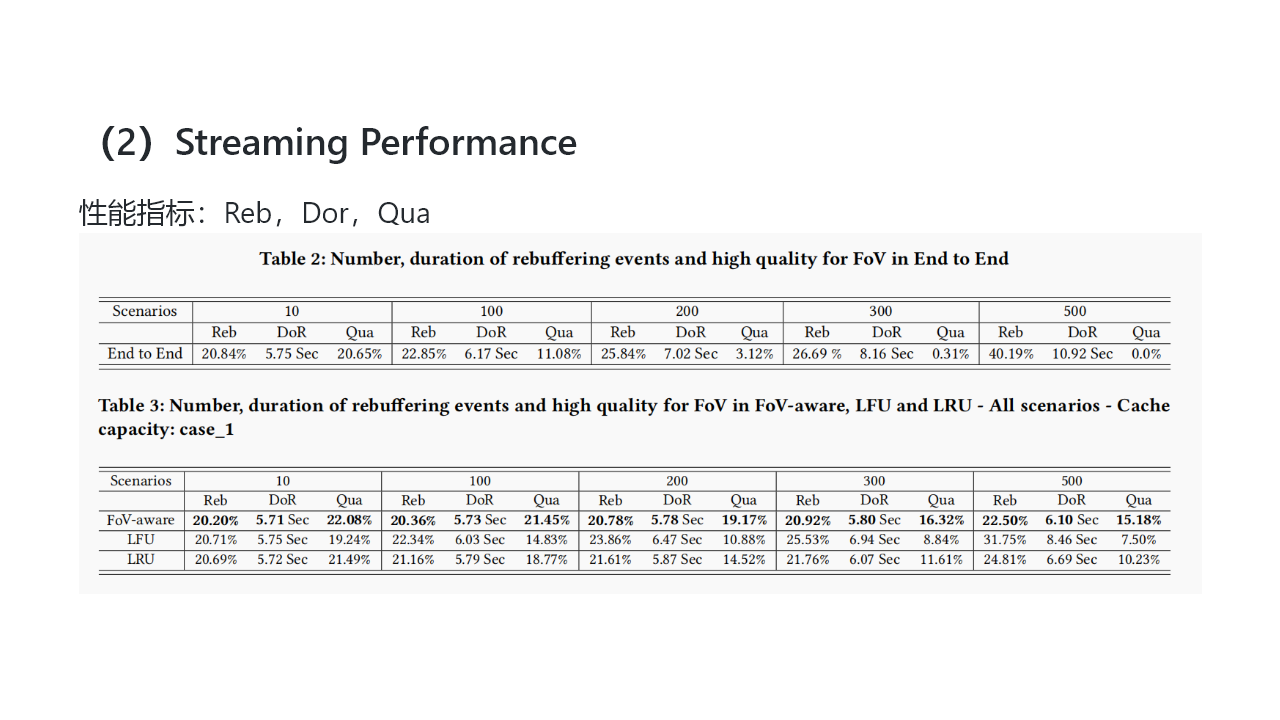 （2）Streaming Performance
性能指标：Reb，Dor，Qua
Table 2: Number, duration of rebuffering events and high quality for FoV in End to End
Scenarios 10 100 200 300 500
Reb DoR Qua Reb DoR Qua Reb DoR Qua Reb DoR Qua Reb DoR Qua
End to End 20.84% 5.75 Sec 20.65% 22.85% 6.17 Sec 11.08% 25.84% 7.02 Sec 3.12% 26.69 % 8.16 Sec 0.31% 40.19% 10.92 Sec 0.0%
Table 3: Number, duration of rebuffering events and high quality for FoV in FoV-aware, LFU and LRU - All scenarios - Cache
capacity: case_1
Scenarios 10 100 200 300 500
Reb DoR Qua Reb DoR Qua Reb DoR Qua Reb DoR Qua Reb DoR Qua
FoV-aware 20.20% 5.71 Sec 22.08% 20.36% 5.73 Sec 21.45% 20.78% 5.78 Sec 19.17% 20.92% 5.80 Sec 16.32% 22.50% 6.10 Sec 15.18%
LFU 20.71% 5.75 Sec 19.24% 22.34% 6.03 Sec 14.83% 23.86% 6.47 Sec 10.88% 25.53% 6.94 Sec 8.84% 31.75% 8.46 Sec 7.50%
LRU 20.69% 5.72 Sec 21.49% 21.16% 5.79 Sec 18.77% 21.61% 5.87 Sec 14.52% 21.76% 6.07 Sec 11.61% 24.81% 6.69 Sec 10.23%